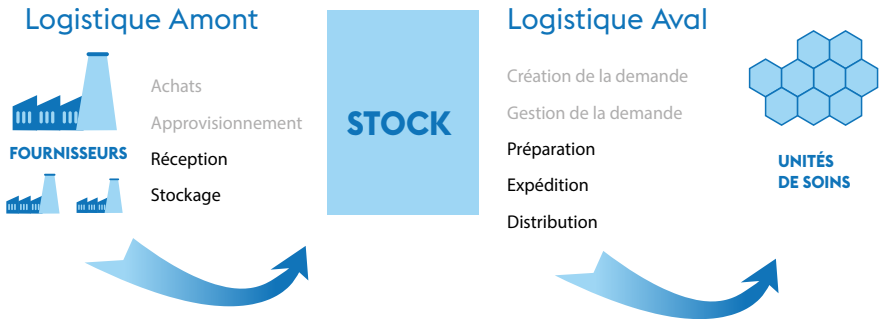 Logistique Amont
Achats
Approvisionnement
FOURNISSEURS
Réception
Stockage
STOCK
Logistique Aval
Création de la demande
Gestion de la demande
Préparation
Expédition
Distribution
UNITÉS
DE SOINS